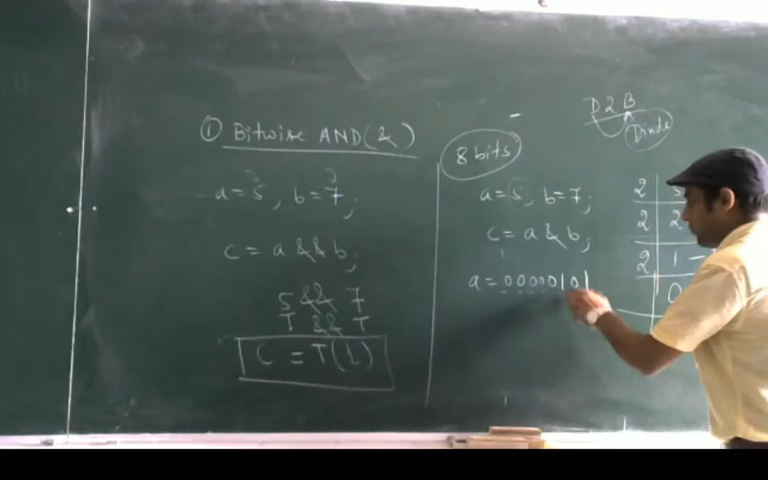 ① Bitwise AND(&)
a=5, b=7;
c = a && b;
5 && 7
T && T
C = T(1)
8 bits
a=5, b=7;
c= a & b;
a=00000101
D2B
Divide
2 5
2 2
2 1 –
0